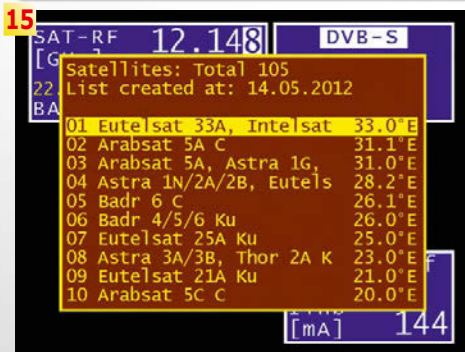 15
SAT-RF 12.148
DVB-S
22.
BA
Satellites: Total 105
List created at: 14.05.2012
01 Eutelsat 33A, Intelsat 33.0°E
02 Arabsat 5A C 31.1°E
03 Arabsat 5A, Astra 1G, 31.0°E
04 Astra 1N/2A/2B, Eutels 28.2°E
05 Badr 6 C 26.1°E
06 Badr 4/5/6 Ku 26.0°E
07 Eutelsat 25A Ku 25.0°E
08 Astra 3A/3B, Thor 2A K 23.0°E
09 Eutelsat 21A Ku 21.0°E
10 Arabsat 5C C 20.0°E
[mA] 144